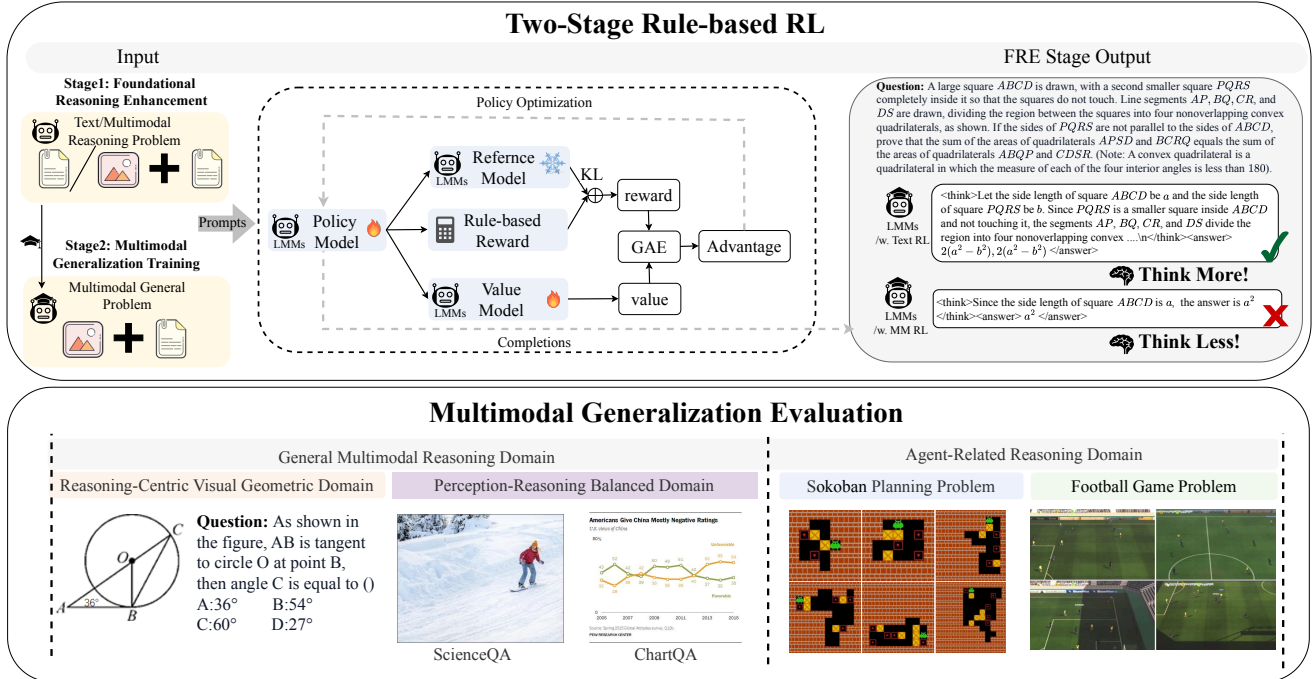 Two-Stage Rule-based RL
Input
FRE Stage Output
Stage1: Foundational
Reasoning Enhancement
Text/Multimodal
Reasoning Problem
Stage2: Multimodal
Generalization Training
Multimodal General
Problem
Prompts
Policy Optimization
LMMs
Policy
Model
LMMs
Refernce
Model
Rule-based
Reward
LMMs
Value
Model
KL
reward
GAE
Advantage
value
Completions
Question: A large square ABCD is drawn, with a second smaller square PQRS
completely inside it so that the squares do not touch. Line segments AP, BQ, CR, and
DS are drawn, dividing the region between the squares into four nonoverlapping convex
quadrilaterals, as shown. If the sides of PQRS are not parallel to the sides of ABCD,
prove that the sum of the areas of quadrilaterals APSD and BCRQ equals the sum of
the areas of quadrilaterals ABQP and CDSR. (Note: A convex quadrilateral is a
quadrilateral in which the measure of each of the four interior angles is less than 180).
LMMs
/w. Text RL
<think>Let the side length of square ABCD be a and the side length
of square PQRS be b. Since PQRS is a smaller square inside ABCD
and not touching it, the segments AP, BQ, CR, and DS divide the
region into four nonoverlapping convex ....\n</think><answer>
2(a² − b²), 2(a² − b²) </answer>
Think More!
LMMs
/w. MM RL
<think>Since the side length of square ABCD is a, the answer is a²
</think><answer> a² </answer>
Think Less!
Multimodal Generalization Evaluation
General Multimodal Reasoning Domain
Agent-Related Reasoning Domain
Reasoning-Centric Visual Geometric Domain
Perception-Reasoning Balanced Domain
Sokoban Planning Problem
Football Game Problem
C
O
A
36°
B
Question: As shown in
the figure, AB is tangent
to circle O at point B,
then angle C is equal to ()
A:36° B:54°
C:60° D:27°
ScienceQA
Americans Give China Mostly Negative Ratings
U.S. views of China
Unfavorable
Favorable
0
2005 2007 2010 2013 2015
PEW RESEARCH CENTER
ChartQA